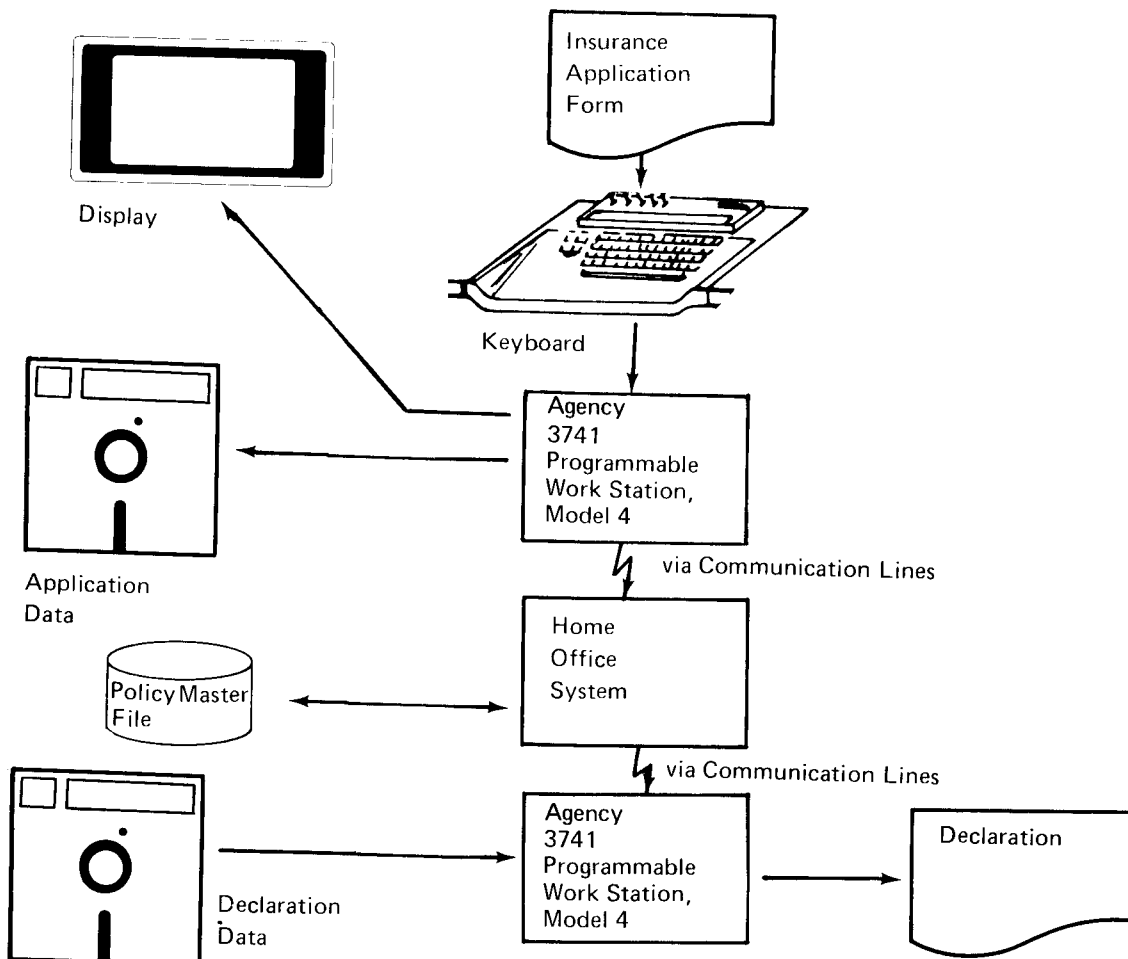 Insurance
Application
Form
Display
Keyboard
Agency
3741
Programmable
Work Station,
Model 4
via Communication Lines
Application
Data
Home
Office
System
Policy Master
File
via Communication Lines
Agency
3741
Programmable
Work Station,
Model 4
Declaration
Declaration
Data